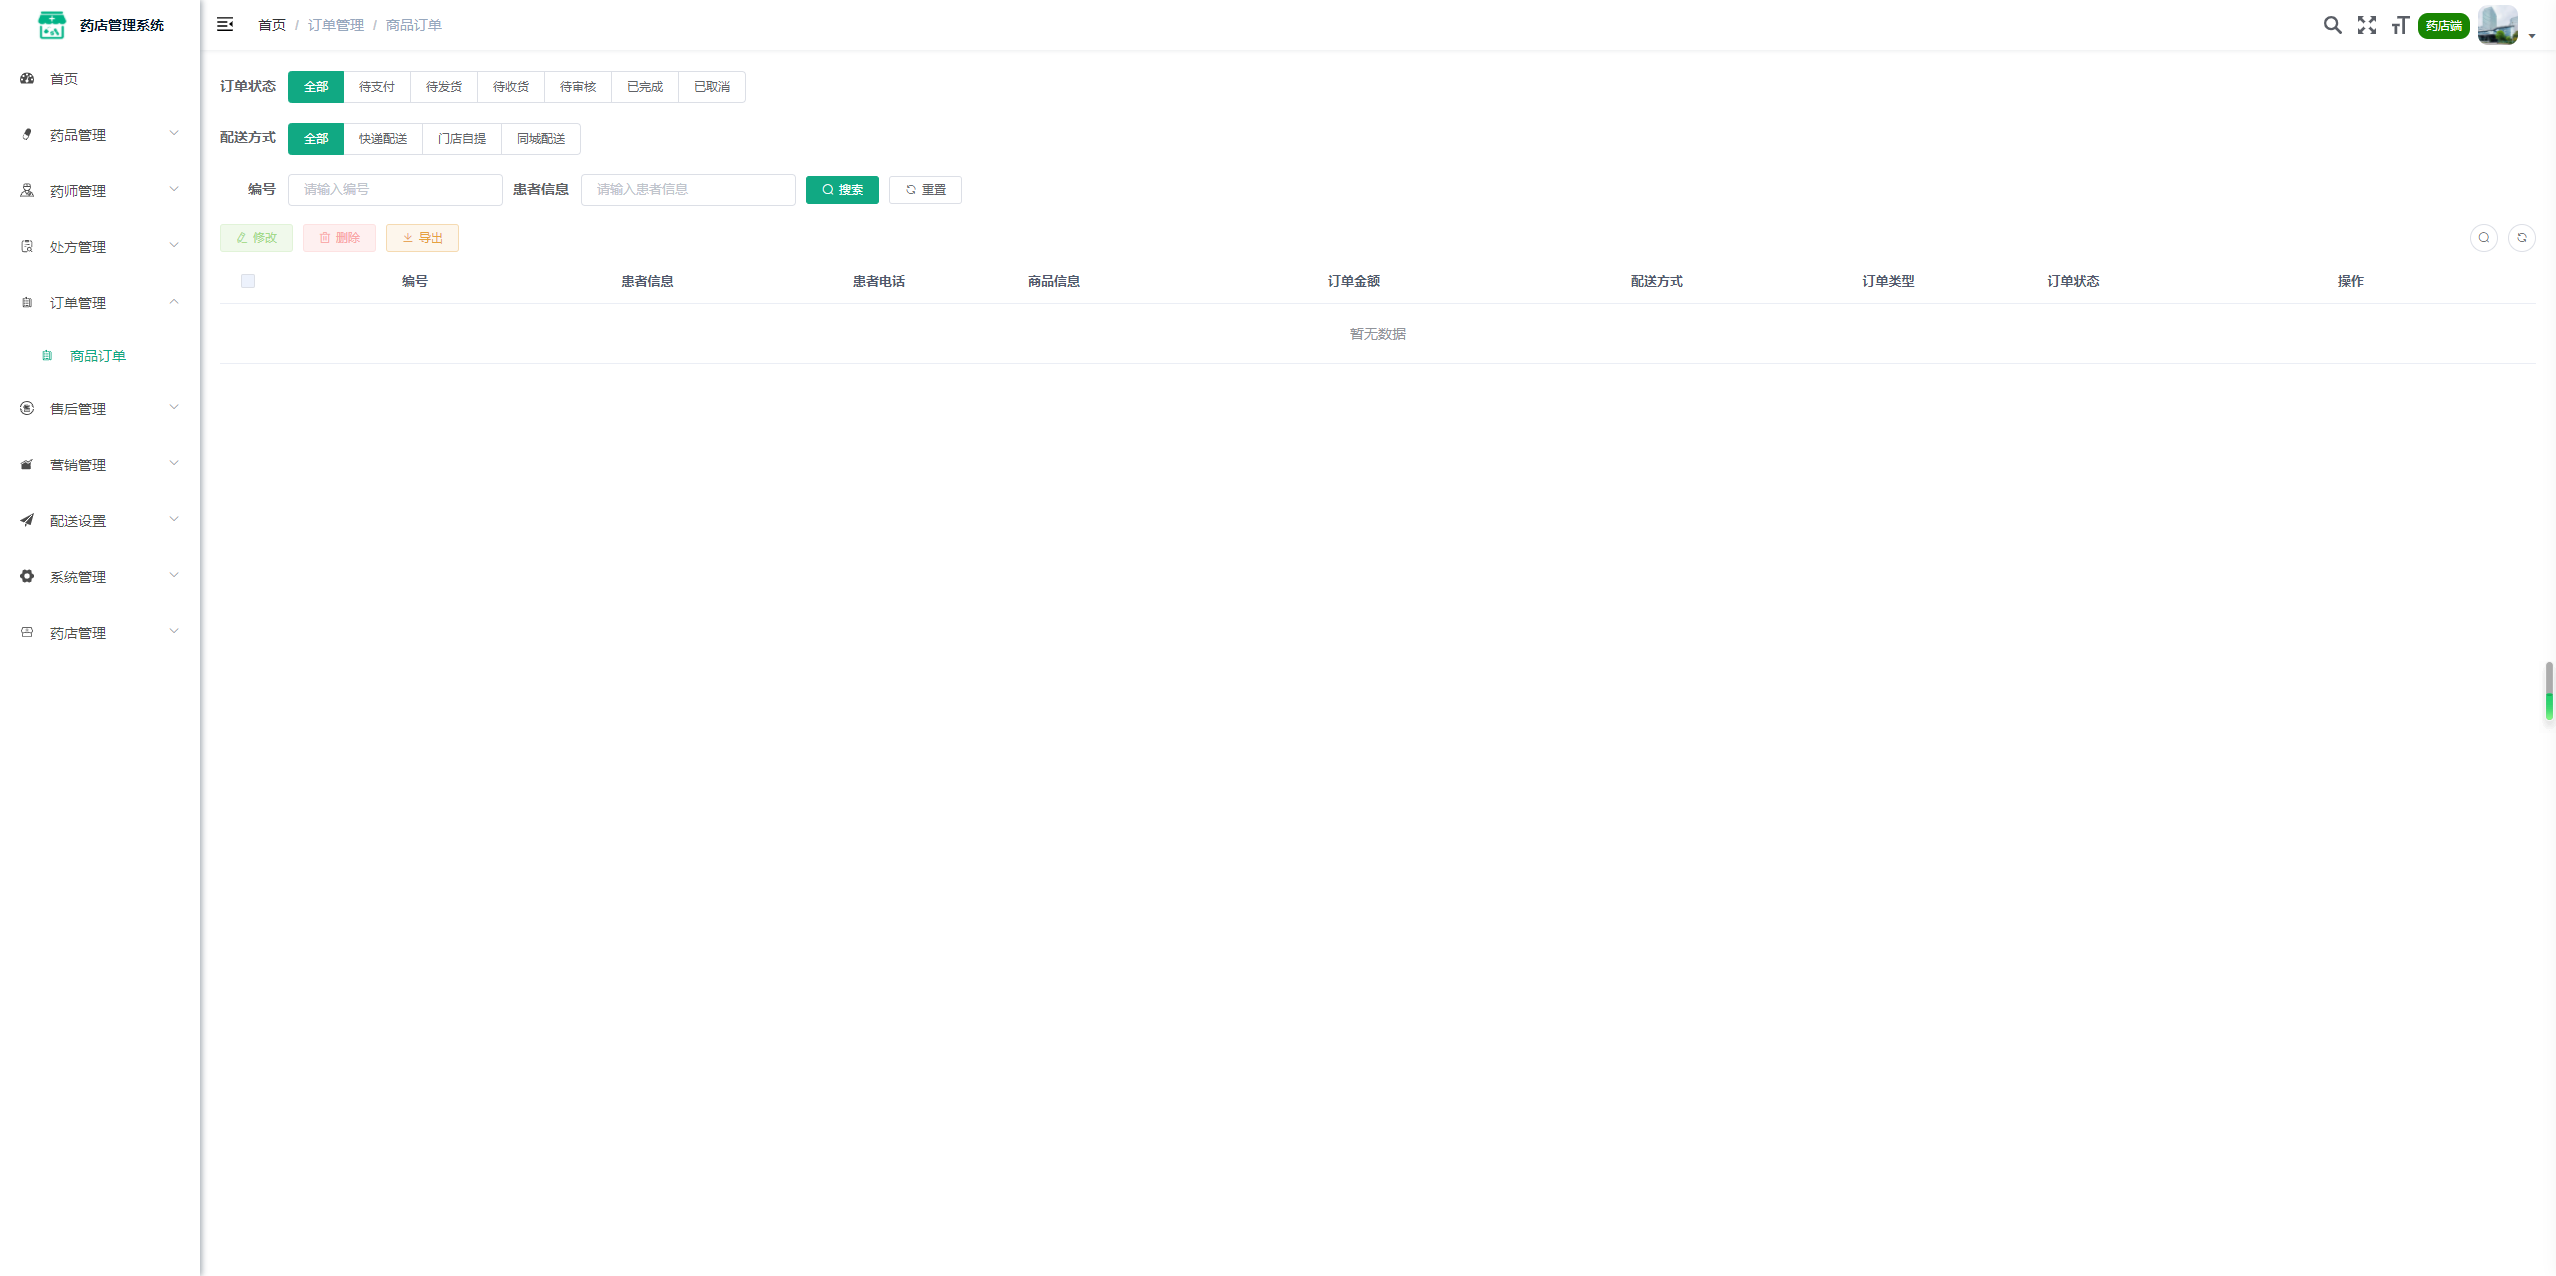 药店管理系统
首页 / 订单管理 / 商品订单
药店端
首页
药品管理
药师管理
处方管理
订单管理
商品订单
售后管理
营销管理
配送设置
系统管理
药店管理
订单状态 全部 待支付 待发货 待收货 待审核 已完成 已取消
配送方式 全部 快递配送 门店自提 同城配送
编号 请输入编号 患者信息 请输入患者信息 搜索 重置
修改 删除 导出
编号 患者信息 患者电话 商品信息 订单金额 配送方式 订单类型 订单状态 操作
暂无数据